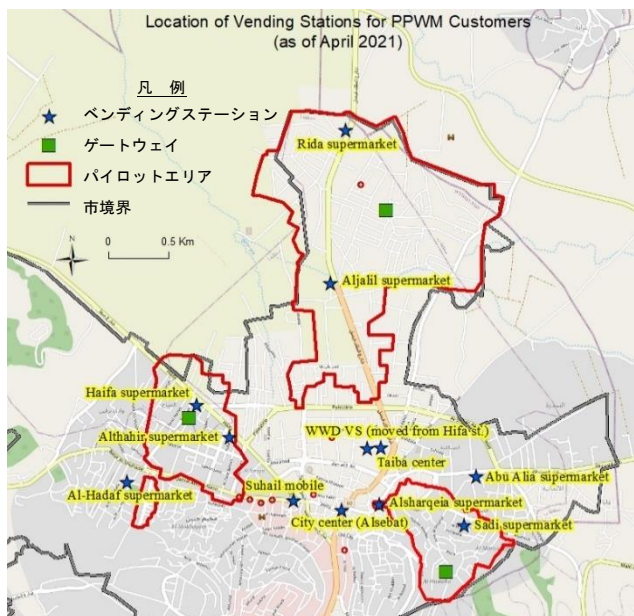 Location of Vending Stations for PPWM Customers
(as of April 2021)
凡 例
ベンディングステーション
ゲートウェイ
パイロットエリア
市境界
N
0 0.5 Km
Rida supermarket
Aljalil supermarket
Haifa supermarket
Althahir supermarket
WWD VS (moved from Hifa st.)
Taiba center
Abu Alia supermarket
Al-Hadaf supermarket
Suhail mobile
City center (Alsebat)
Alsharqeia supermarket
Sadi supermarket